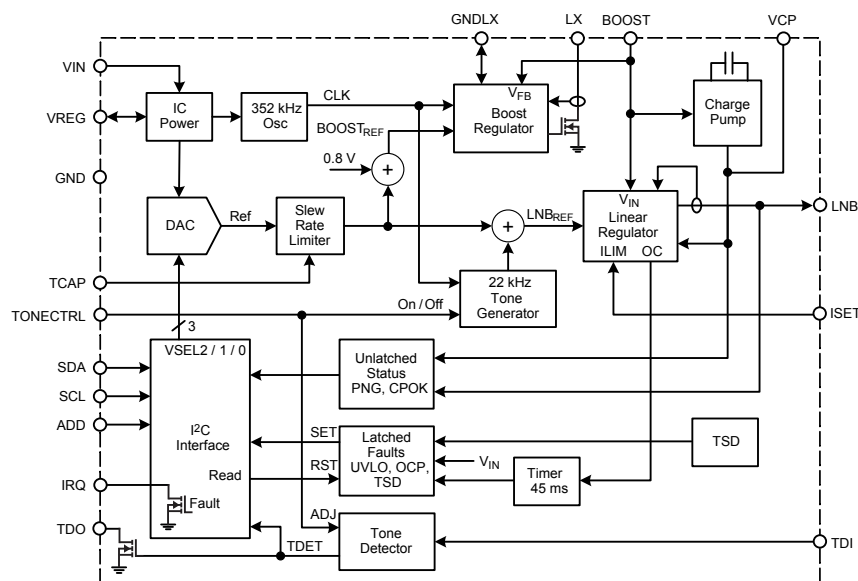 GNDLX
LX
BOOST
VCP
VIN
VREG
GND
TCAP
TONECTRL
SDA
SCL
ADD
IRQ
TDO
IC
Power
352 kHz
Osc
CLK
BOOSTREF
0.8 V
+
VFB
Boost
Regulator
Charge
Pump
DAC
Ref
Slew
Rate
Limiter
+
LNBREF
VIN
Linear
Regulator
ILIM OC
LNB
22 kHz
Tone
Generator
On / Off
ISET
3
VSEL2 / 1 / 0
I2C
Interface
Read
Fault
Unlatched
Status
PNG, CPOK
SET
RST
Latched
Faults
UVLO, OCP,
TSD
VIN
TSD
Timer
45 ms
ADJ
TDET
Tone
Detector
TDI